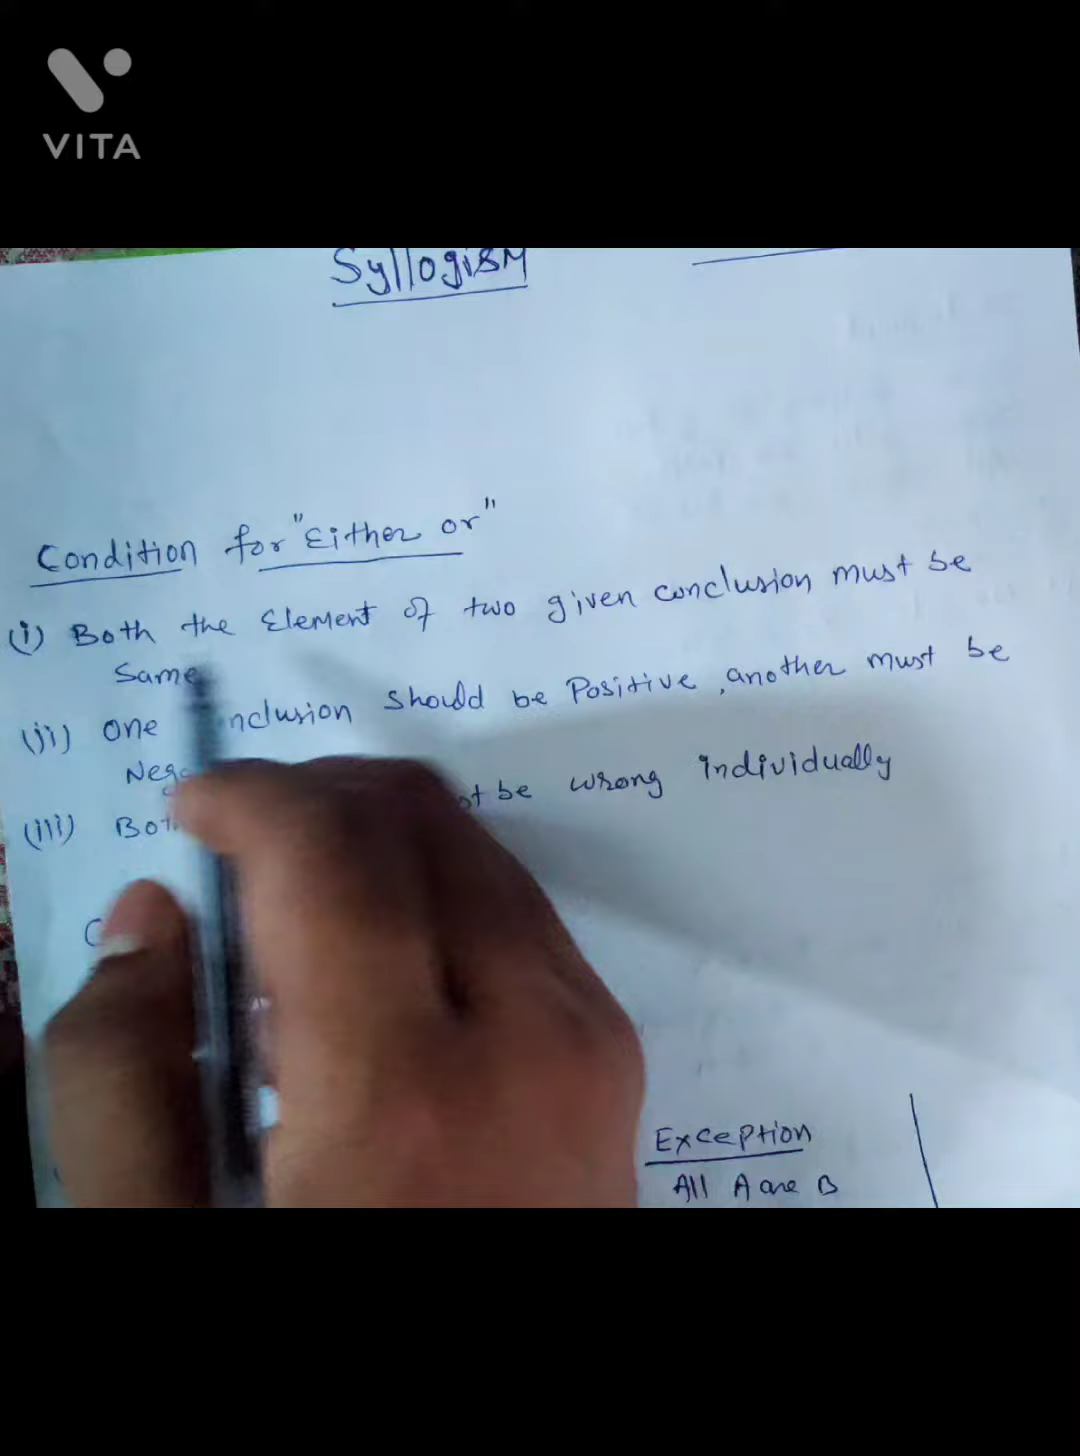 VITA
Syllogism
Condition for "Either or"
(i) Both the Element of two given conclusion must be
Same
(ii) One should be Positive, another must be
(iii) be wrong individually
Exception
All A are B